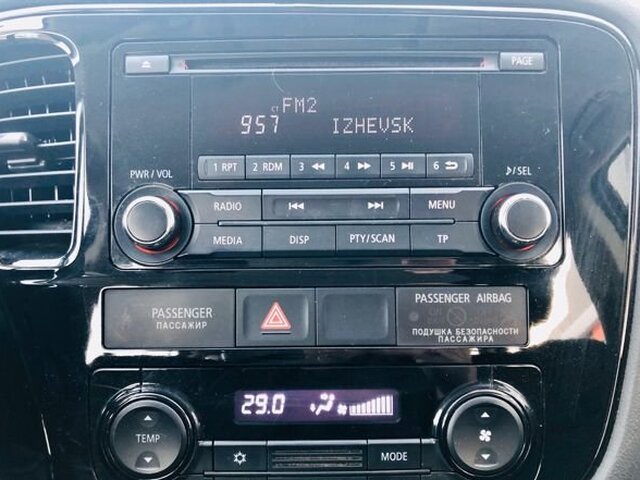 PAGE
CT FM2
957 IZHEVSK
1 RPT 2 RDM 3 4 5 6
PWR / VOL
♪/ SEL
RADIO MENU
MEDIA DISP PTY/SCAN TP
PASSENGER
ПАССАЖИР
PASSENGER AIRBAG
ПОДУШКА БЕЗОПАСНОСТИ
ПАССАЖИРА
29.0
TEMP
MODE